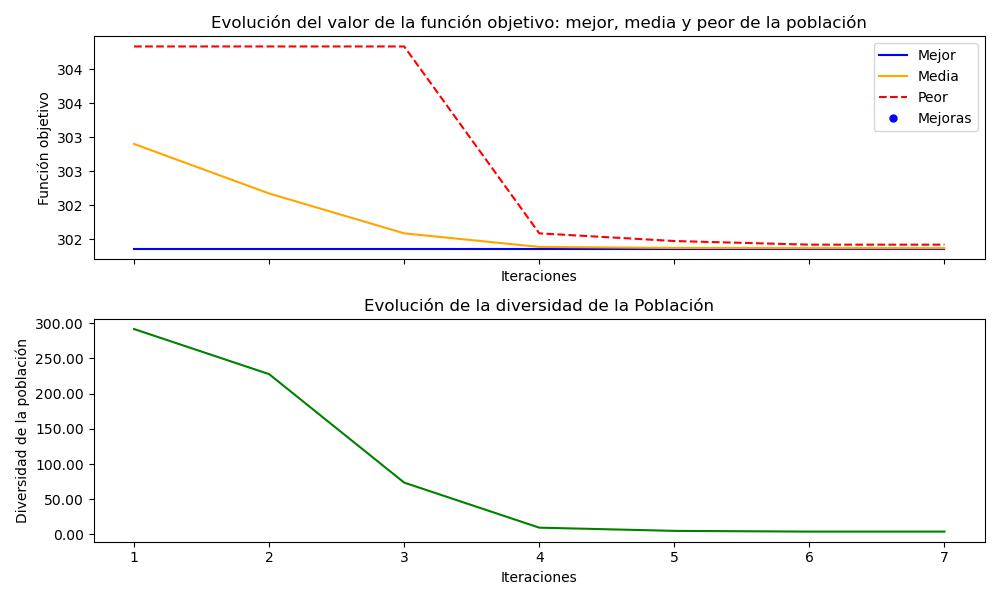 Evolución del valor de la función objetivo: mejor, media y peor de la población
Función objetivo
304
304
303
303
302
302
Mejor
Media
Peor
Mejoras
Iteraciones
Evolución de la diversidad de la Población
Diversidad de la población
300.00
250.00
200.00
150.00
100.00
50.00
0.00
1 2 3 4 5 6 7
Iteraciones